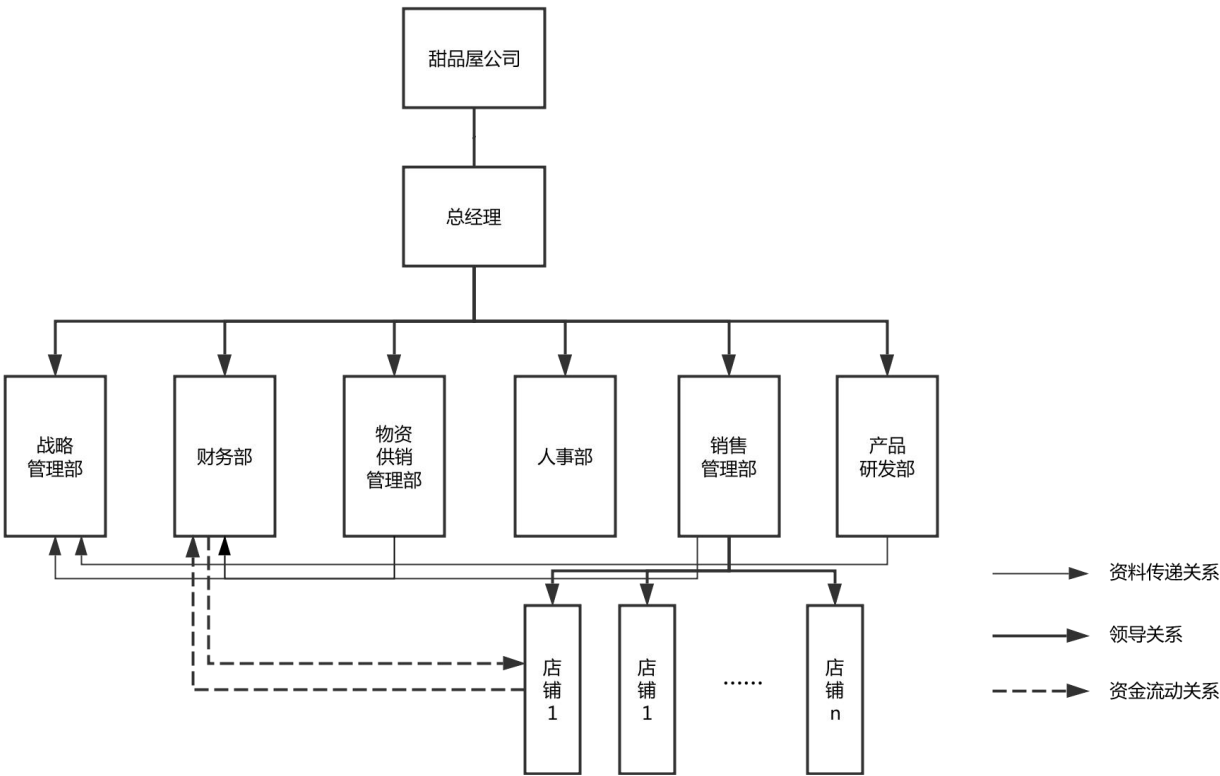 甜品屋公司
总经理
战略
管理部
财务部
物资
供销
管理部
人事部
销售
管理部
产品
研发部
店
铺
1
店
铺
1
……
店
铺
n
资料传递关系
领导关系
资金流动关系